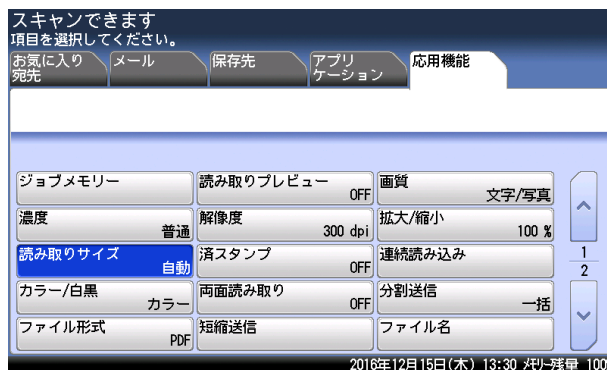 スキャンできます
項目を選択してください。
お気に入り
宛先
メール
保存先
アプリ
ケーション
応用機能
ジョブメモリー
読み取りプレビュー
OFF
画質
文字/写真
濃度
普通
解像度
300 dpi
拡大/縮小
100 %
読み取りサイズ
自動
済スタンプ
OFF
連続読み込み
1
2
カラー/白黒
カラー
両面読み取り
OFF
分割送信
一括
ファイル形式
PDF
短縮送信
ファイル名
2016年12月15日(木) 13:30 メモリー残量 100